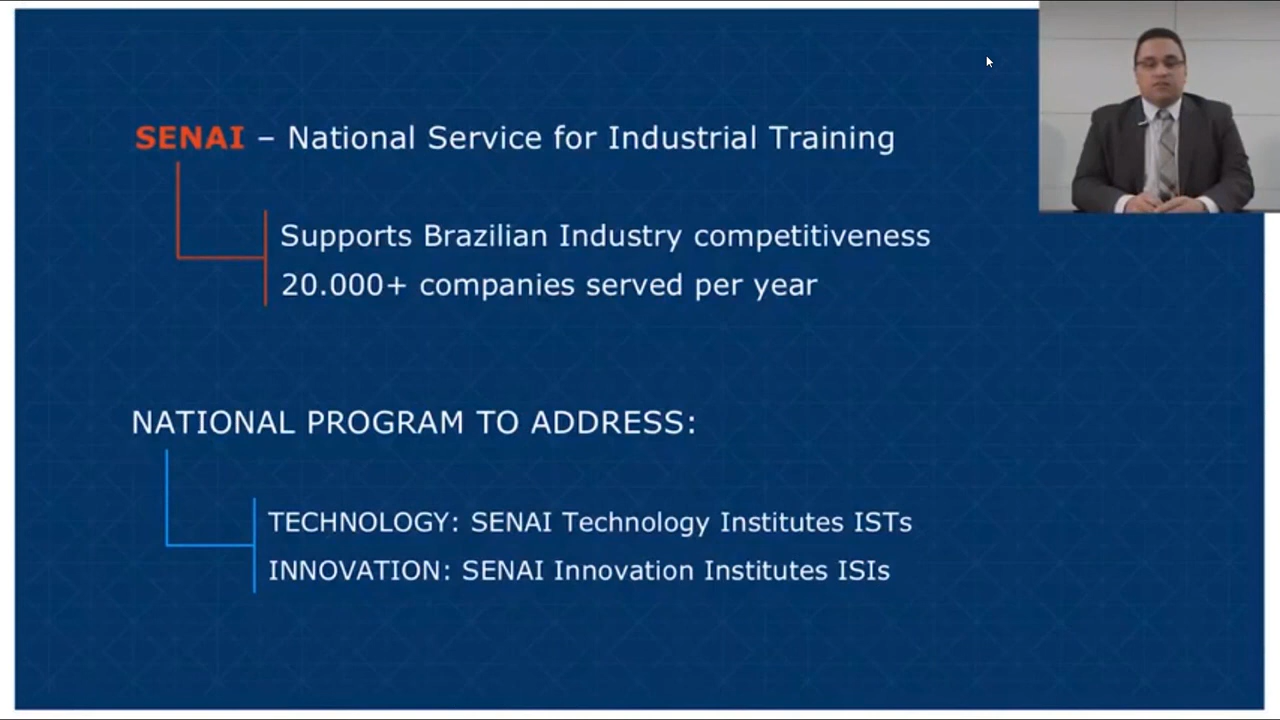 SENAI – National Service for Industrial Training
Supports Brazilian Industry competitiveness
20.000+ companies served per year
NATIONAL PROGRAM TO ADDRESS:
TECHNOLOGY: SENAI Technology Institutes ISTs
INNOVATION: SENAI Innovation Institutes ISIs